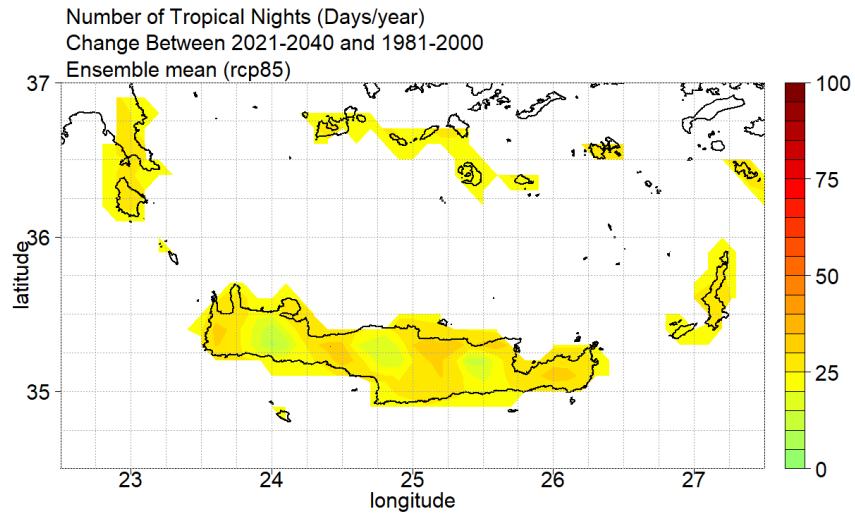 Number of Tropical Nights (Days/year)
Change Between 2021-2040 and 1981-2000
Ensemble mean (rcp85)
37
36
35
latitude
23 24 25 26 27
longitude
100
75
50
25
0